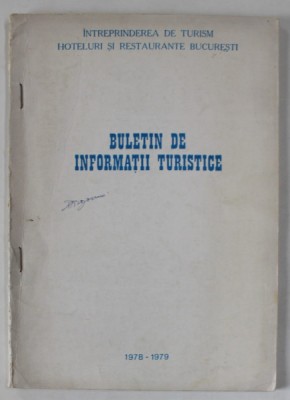 ÎNTREPRINDEREA DE TURISM
HOTELURI ȘI RESTAURANTE BUCUREȘTI
BULETIN DE
INFORMAȚII TURISTICE
1978 - 1979